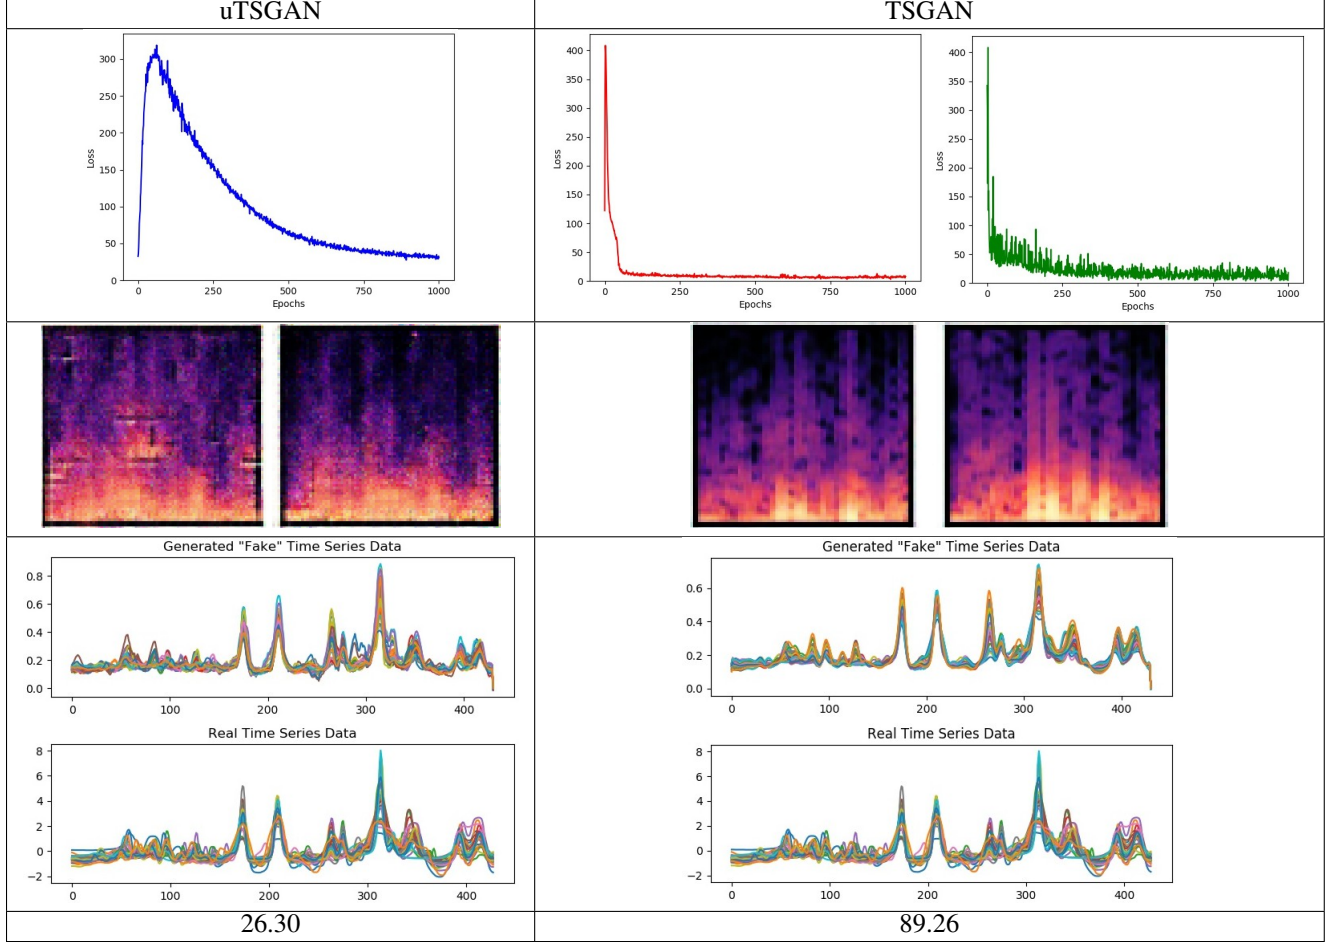 uTSGAN
TSGAN
300
250
200
150
100
50
0
Loss
0 250 500 750 1000
Epochs
400
350
300
250
200
150
100
50
0
Loss
0 250 500 750 1000
Epochs
400
350
300
250
200
150
100
50
0
Loss
0 250 500 750 1000
Epochs
Generated "Fake" Time Series Data
0.8
0.6
0.4
0.2
0.0
0 100 200 300 400
Real Time Series Data
8
6
4
2
0
−2
0 100 200 300 400
Generated "Fake" Time Series Data
0.6
0.4
0.2
0.0
0 100 200 300 400
Real Time Series Data
8
6
4
2
0
−2
0 100 200 300 400
26.30
89.26